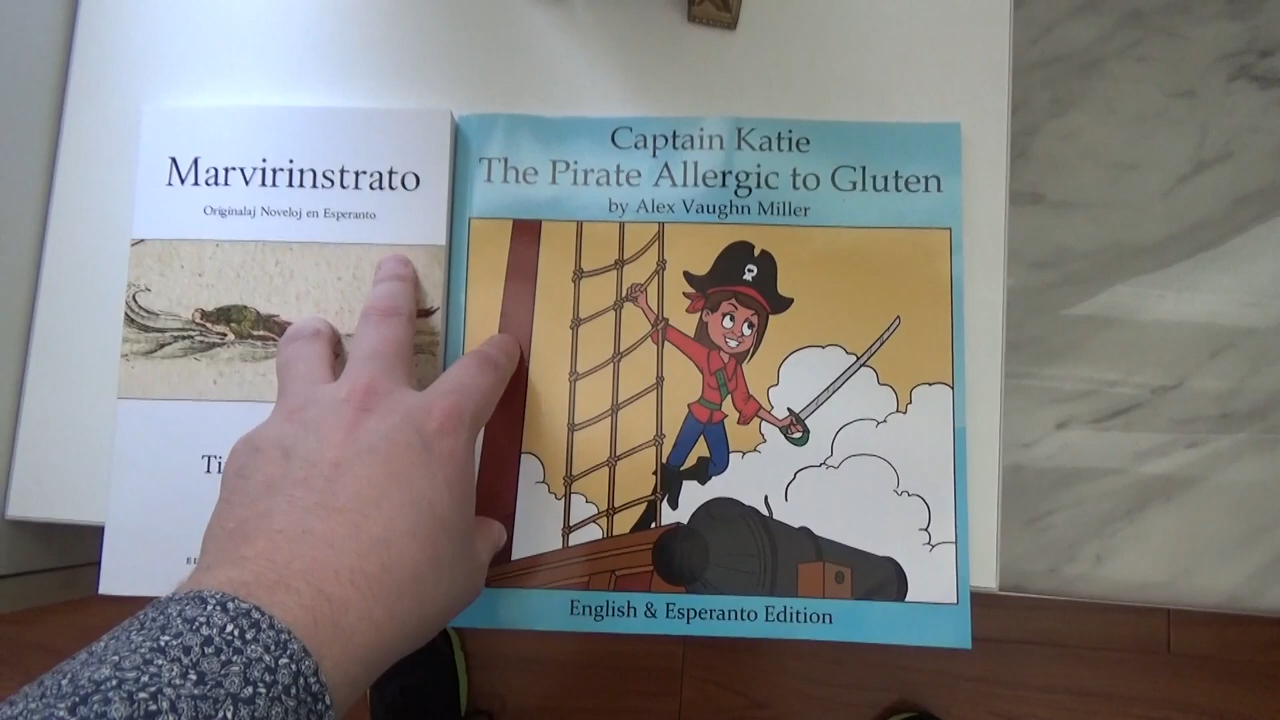 Marvirinstrato
Originalaj Noveloj en Esperanto
Captain Katie
The Pirate Allergic to Gluten
by Alex Vaughn Miller
English & Esperanto Edition